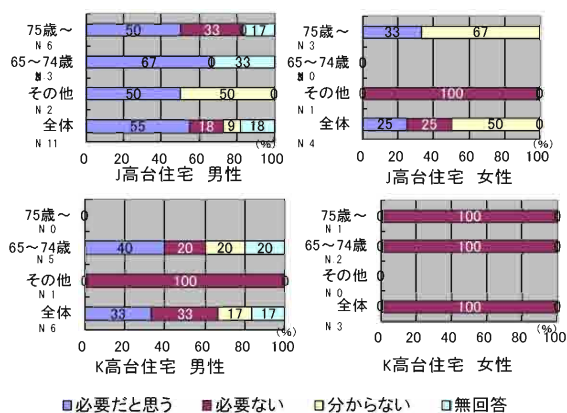 75歳～ 50 33 0 17
N 6
65～74歳 67 0 33
N 3
その他 50 50 0
N 2
全体 55 18 9 18
N 11
0 20 40 60 80 100
(%)
J高台住宅 男性
75歳～ 33 67
N 3
65～74歳 0
N 0
その他 100 0
N 1
全体 25 25 50 0
N 4
0 20 40 60 80 100
(%)
J高台住宅 女性
75歳～ 0
N 0
65～74歳 40 20 20 20
N 5
その他 0 100 0
N 1
全体 33 33 17 17
N 6
0 20 40 60 80 100
(%)
K高台住宅 男性
75歳～ 0 100 0
N 1
65～74歳 0 100 0
N 2
その他 0
N 0
全体 0 100 0
N 3
0 20 40 60 80 100
(%)
K高台住宅 女性
必要だと思う 必要ない 分からない 無回答